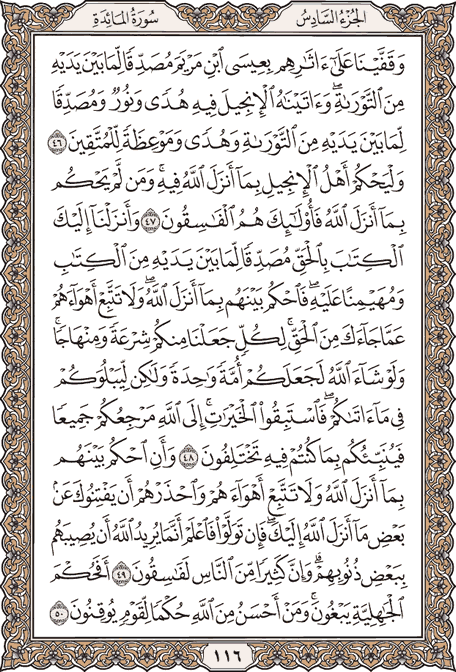 الجُزْءُ السَّادِسُ
سُورَةُ المَائِدَةِ
وَقَفَّيْنَا عَلَىٰٓ ءَاثَٰرِهِم بِعِيسَى ٱبْنِ مَرْيَمَ مُصَدِّقًا لِّمَا بَيْنَ يَدَيْهِ
مِنَ ٱلتَّوْرَىٰةِۖ وَءَاتَيْنَٰهُ ٱلْإِنجِيلَ فِيهِ هُدًى وَنُورٌ وَمُصَدِّقًا
لِّمَا بَيْنَ يَدَيْهِ مِنَ ٱلتَّوْرَىٰةِ وَهُدًى وَمَوْعِظَةً لِّلْمُتَّقِينَ ٤٦
وَلْيَحْكُمْ أَهْلُ ٱلْإِنجِيلِ بِمَآ أَنزَلَ ٱللَّهُ فِيهِۚ وَمَن لَّمْ يَحْكُم
بِمَآ أَنزَلَ ٱللَّهُ فَأُو۟لَٰٓئِكَ هُمُ ٱلْفَٰسِقُونَ ٤٧ وَأَنزَلْنَآ إِلَيْكَ
ٱلْكِتَٰبَ بِٱلْحَقِّ مُصَدِّقًا لِّمَا بَيْنَ يَدَيْهِ مِنَ ٱلْكِتَٰبِ
وَمُهَيْمِنًا عَلَيْهِۖ فَٱحْكُم بَيْنَهُم بِمَآ أَنزَلَ ٱللَّهُۖ وَلَا تَتَّبِعْ أَهْوَآءَهُمْ
عَمَّا جَآءَكَ مِنَ ٱلْحَقِّۚ لِكُلٍّ جَعَلْنَا مِنكُمْ شِرْعَةً وَمِنْهَاجًاۚ
وَلَوْ شَآءَ ٱللَّهُ لَجَعَلَكُمْ أُمَّةً وَٰحِدَةً وَلَٰكِن لِّيَبْلُوَكُمْ
فِى مَآ ءَاتَىٰكُمْۖ فَٱسْتَبِقُوا۟ ٱلْخَيْرَٰتِۚ إِلَى ٱللَّهِ مَرْجِعُكُمْ جَمِيعًا
فَيُنَبِّئُكُم بِمَا كُنتُمْ فِيهِ تَخْتَلِفُونَ ٤٨ وَأَنِ ٱحْكُم بَيْنَهُم
بِمَآ أَنزَلَ ٱللَّهُ وَلَا تَتَّبِعْ أَهْوَآءَهُمْ وَٱحْذَرْهُمْ أَن يَفْتِنُوكَ عَنۢ
بَعْضِ مَآ أَنزَلَ ٱللَّهُ إِلَيْكَۖ فَإِن تَوَلَّوْا۟ فَٱعْلَمْ أَنَّمَا يُرِيدُ ٱللَّهُ أَن يُصِيبَهُم
بِبَعْضِ ذُنُوبِهِمْۗ وَإِنَّ كَثِيرًا مِّنَ ٱلنَّاسِ لَفَٰسِقُونَ ٤٩ أَفَحُكْمَ
ٱلْجَٰهِلِيَّةِ يَبْغُونَۚ وَمَنْ أَحْسَنُ مِنَ ٱللَّهِ حُكْمًا لِّقَوْمٍ يُوقِنُونَ ٥٠
١١٦